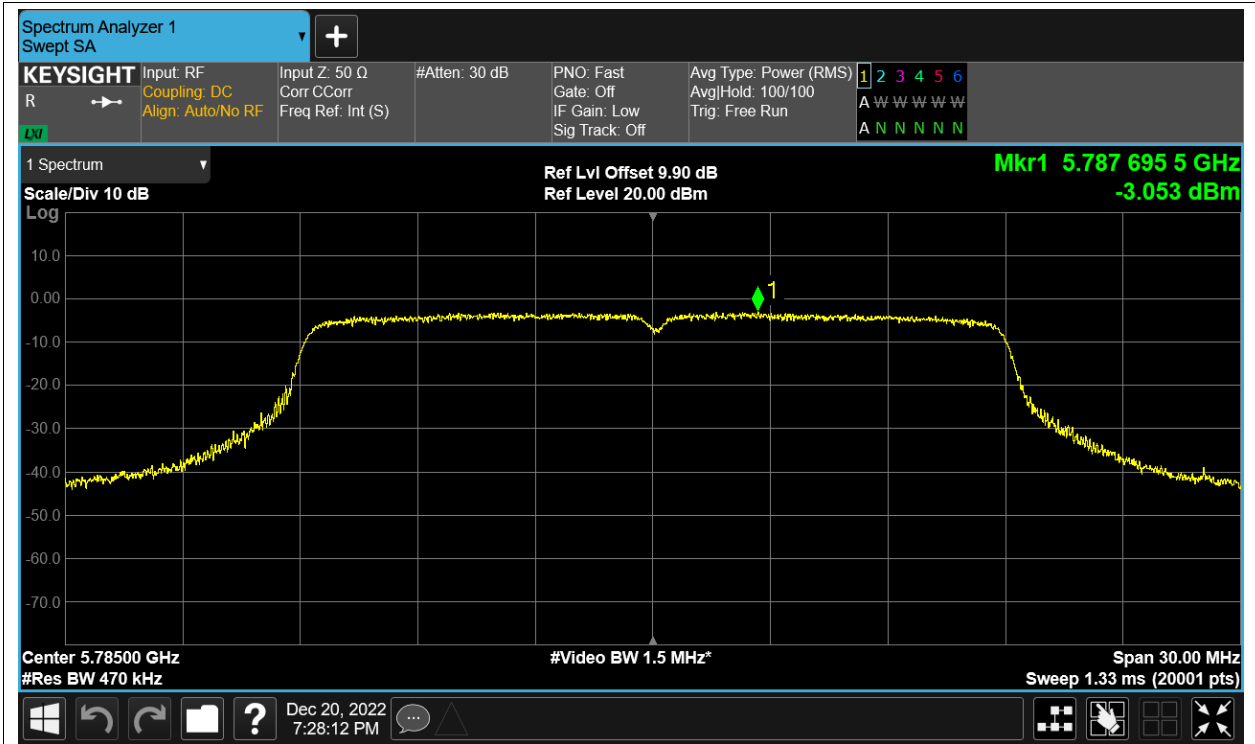 Spectrum Analyzer 1
Swept SA
KEYSIGHT
R
LXI
Input: RF
Coupling: DC
Align: Auto/No RF
Input Z: 50 Ω
Corr CCorr
Freq Ref: Int (S)
#Atten: 30 dB
PNO: Fast
Gate: Off
IF Gain: Low
Sig Track: Off
Avg Type: Power (RMS)
Avg|Hold: 100/100
Trig: Free Run
1 2 3 4 5 6
A W W W W W
A N N N N N
1 Spectrum
Scale/Div 10 dB
Ref Lvl Offset 9.90 dB
Ref Level 20.00 dBm
Mkr1 5.787 695 5 GHz
-3.053 dBm
Log
10.0
0.00
-10.0
-20.0
-30.0
-40.0
-50.0
-60.0
-70.0
1
Center 5.78500 GHz
#Res BW 470 kHz
#Video BW 1.5 MHz*
Span 30.00 MHz
Sweep 1.33 ms (20001 pts)
?
Dec 20, 2022
7:28:12 PM